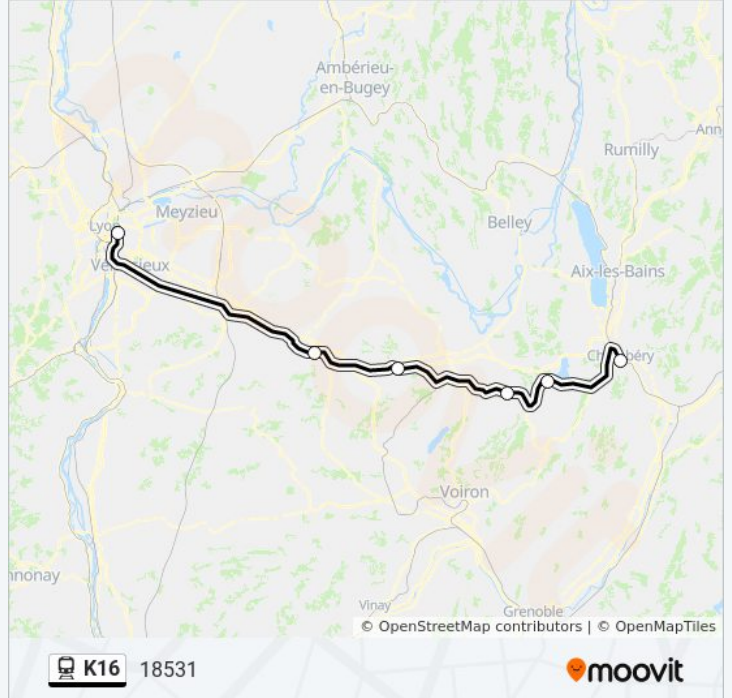 Ambérieu-
en-Bugey
Ann
Rumilly
Meyzieu
Lyon
Belley
Vénissieux
Aix-les-Bains
Chambéry
Voiron
nnonay
Vinay
Grenoble
© OpenStreetMap contributors | © OpenMapTiles
K16 18531
moovit